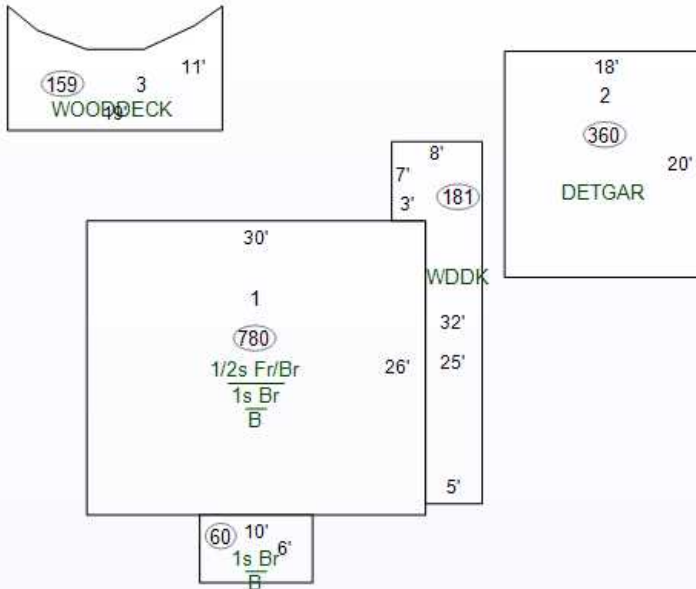 11'
159
3
WOODDECK
19'
18'
2
360
20'
DETGAR
8'
7'
181
3'
30'
WDDK
1
32'
780
26'
25'
1/2s Fr/Br
1s Br
B
5'
60
10'
6'
1s Br
B